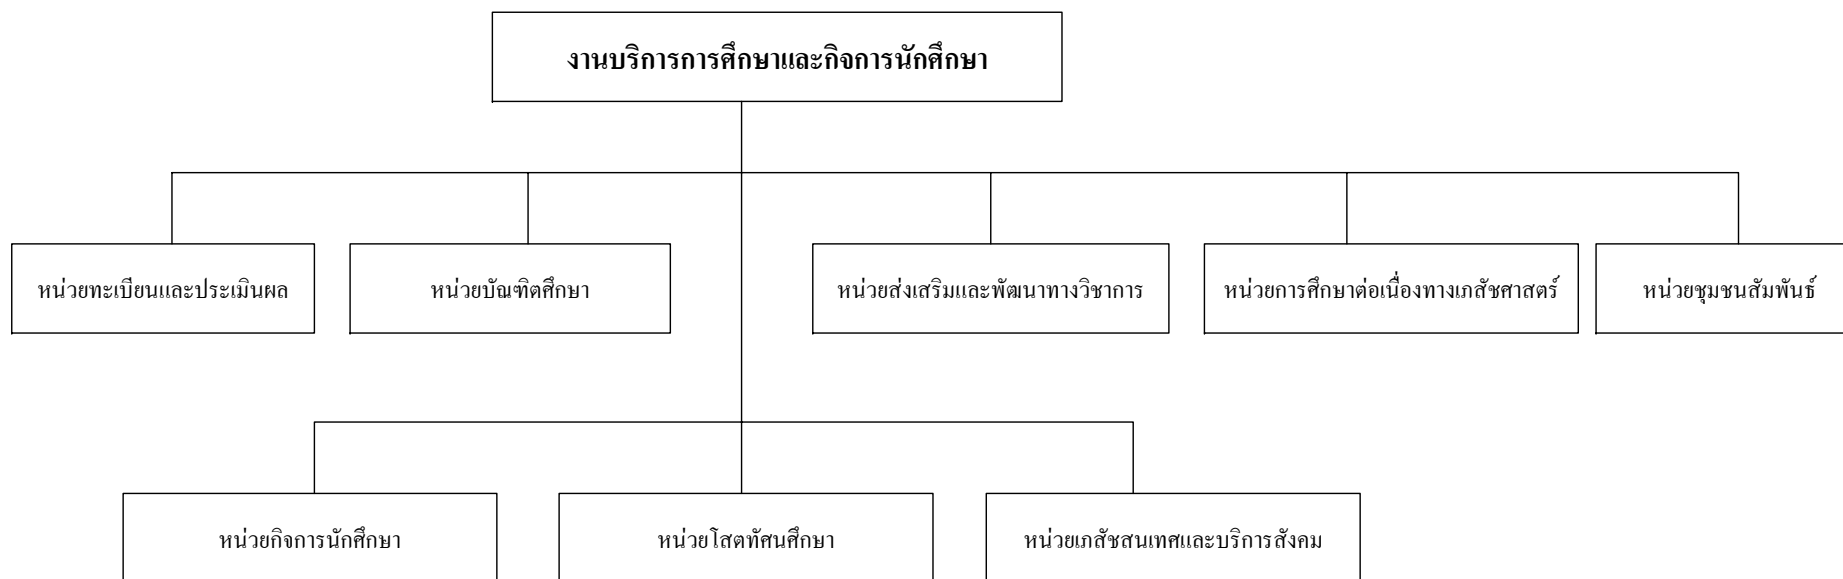 งานบริการการศึกษาและกิจการนักศึกษา
หน่วยทะเบียนและประเมินผล
หน่วยบัณฑิตศึกษา
หน่วยส่งเสริมและพัฒนาทางวิชาการ
หน่วยการศึกษาต่อเนื่องทางเภสัชศาสตร์
หน่วยชุมชนสัมพันธ์
หน่วยกิจการนักศึกษา
หน่วยโสตทัศนศึกษา
หน่วยเภสัชสนเทศและบริการสังคม